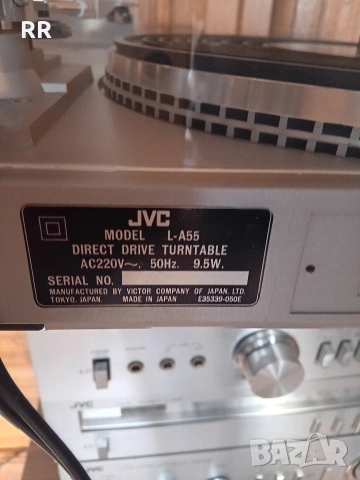 RR
JVC
MODEL L-A55
DIRECT DRIVE TURNTABLE
AC220V~. 50Hz. 9.5W.
SERIAL NO.
MANUFACTURED BY VICTOR COMPANY OF JAPAN, LTD.
TOKYO, JAPAN. MADE IN JAPAN E35339-050E
JVC
JVC
BAZAR